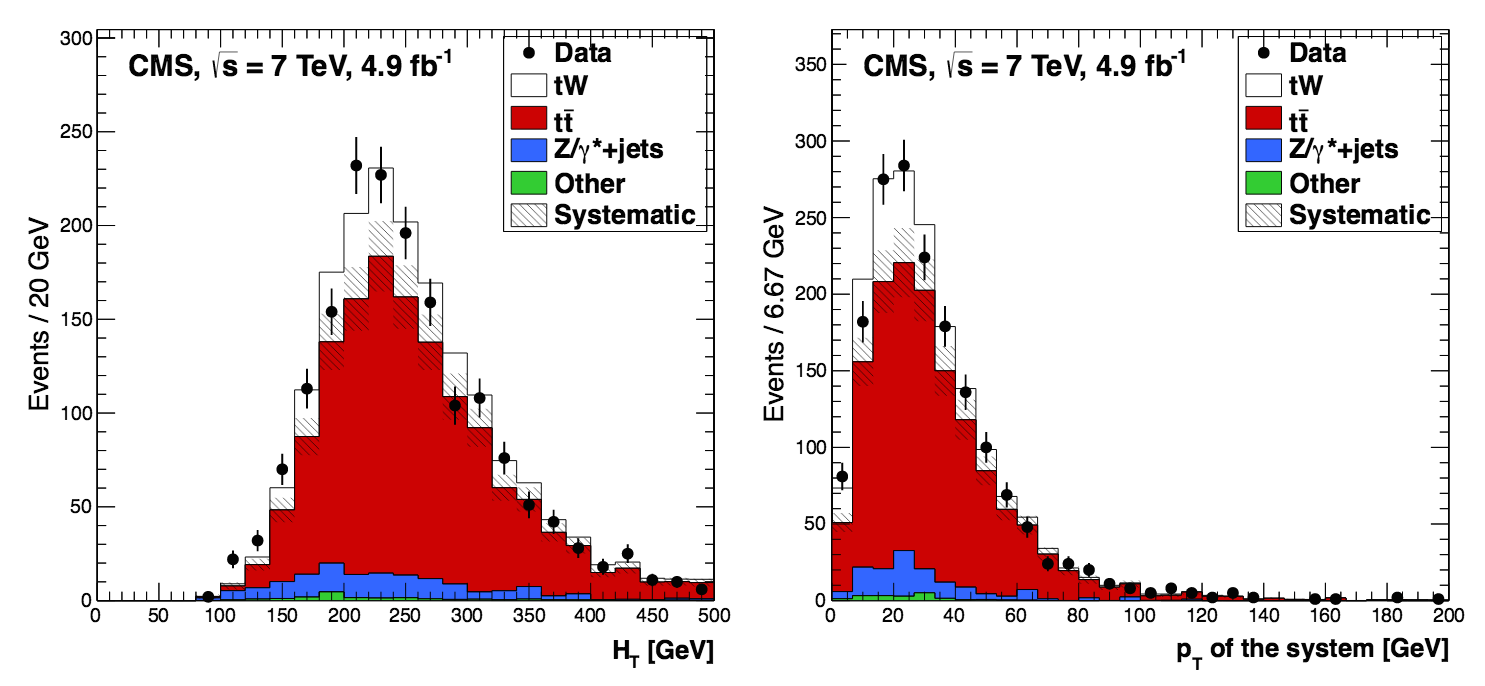 CMS, √s = 7 TeV, 4.9 fb⁻¹
Data
tW
tt̄
Z/γ*+jets
Other
Systematic
Events / 20 GeV
300
250
200
150
100
50
0
0 50 100 150 200 250 300 350 400 450 500
H_T [GeV]
CMS, √s = 7 TeV, 4.9 fb⁻¹
Data
tW
tt̄
Z/γ*+jets
Other
Systematic
Events / 6.67 GeV
350
300
250
200
150
100
50
0
0 20 40 60 80 100 120 140 160 180 200
p_T of the system [GeV]